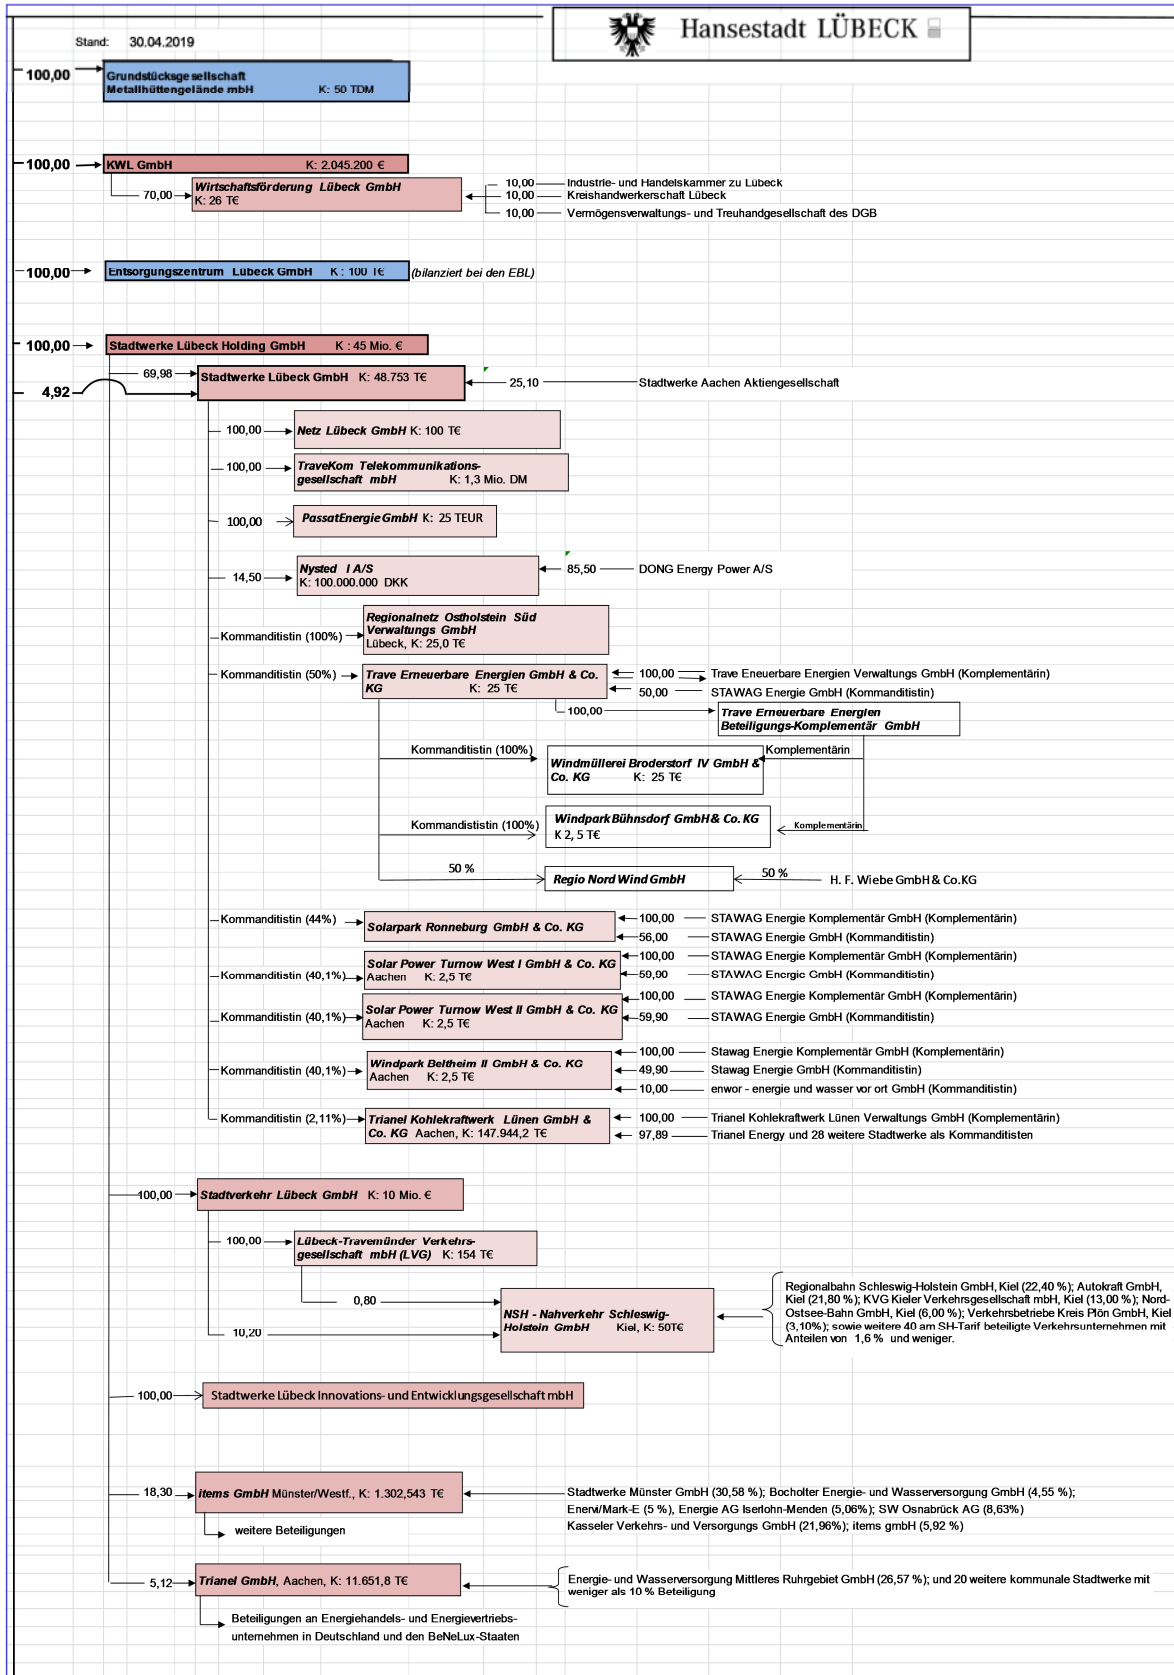 Hansestadt LÜBECK
Stand: 30.04.2019
100,00
Grundstücksgesellschaft
Metallhüttengelände mbH K: 50 TDM
100,00
KWL GmbH K: 2.045.200 €
70,00
Wirtschaftsförderung Lübeck GmbH
K: 26 T€
10,00 Industrie- und Handelskammer zu Lübeck
10,00 Kreishandwerkerschaft Lübeck
10,00 Vermögensverwaltungs- und Treuhandgesellschaft des DGB
100,00
Entsorgungszentrum Lübeck GmbH K : 100 T€ (bilanziert bei den EBL)
100,00
Stadtwerke Lübeck Holding GmbH K : 45 Mio. €
69,98
4,92
Stadtwerke Lübeck GmbH K: 48.753 T€
25,10 Stadtwerke Aachen Aktiengesellschaft
100,00
Netz Lübeck GmbH K: 100 T€
100,00
TraveKom Telekommunikations-
gesellschaft mbH K: 1,3 Mio. DM
100,00
PassatEnergie GmbH K: 25 TEUR
14,50
Nysted I A/S
K: 100.000.000 DKK
85,50 DONG Energy Power A/S
Kommanditistin (100%)
Regionalnetz Ostholstein Süd
Verwaltungs GmbH
Lübeck, K: 25,0 T€
Kommanditistin (50%)
Trave Erneuerbare Energien GmbH & Co.
KG K: 25 T€
100,00 Trave Eneuerbare Energien Verwaltungs GmbH (Komplementärin)
50,00 STAWAG Energie GmbH (Kommanditistin)
100,00
Trave Erneuerbare Energien
Beteiligungs-Komplementär GmbH
Kommanditistin (100%)
Komplementärin
Windmüllerei Broderstorf IV GmbH &
Co. KG K: 25 T€
Kommandististin (100%)
Windpark Bühnsdorf GmbH & Co. KG
K 2, 5 T€
Komplementärin
50 %
Regio Nord Wind GmbH
50 %
H. F. Wiebe GmbH & Co.KG
Kommanditistin (44%)
Solarpark Ronneburg GmbH & Co. KG
100,00 STAWAG Energie Komplementär GmbH (Komplementärin)
56,00 STAWAG Energie GmbH (Kommanditistin)
Kommanditistin (40,1%)
Solar Power Turnow West I GmbH & Co. KG
Aachen K: 2,5 T€
100,00 STAWAG Energie Komplementär GmbH (Komplementärin)
59,90 STAWAG Energie GmbH (Kommanditistin)
Kommanditistin (40,1%)
Solar Power Turnow West II GmbH & Co. KG
Aachen K: 2,5 T€
100,00 STAWAG Energie Komplementär GmbH (Komplementärin)
59,90 STAWAG Energie GmbH (Kommanditistin)
Kommanditistin (40,1%)
Windpark Beltheim II GmbH & Co. KG
Aachen K: 2,5 T€
100,00 Stawag Energie Komplementär GmbH (Komplementärin)
49,90 Stawag Energie GmbH (Kommanditistin)
10,00 enwor - energie und wasser vor ort GmbH (Kommanditistin)
Kommanditistin (2,11%)
Trianel Kohlekraftwerk Lünen GmbH &
Co. KG Aachen, K: 147.944,2 T€
100,00 Trianel Kohlekraftwerk Lünen Verwaltungs GmbH (Komplementärin)
97,89 Trianel Energy und 28 weitere Stadtwerke als Kommanditisten
100,00
Stadtverkehr Lübeck GmbH K: 10 Mio. €
100,00
Lübeck-Travemünder Verkehrs-
gesellschaft mbH (LVG) K: 154 T€
0,80
10,20
NSH - Nahverkehr Schleswig-
Holstein GmbH Kiel, K: 50T€
Regionalbahn Schleswig-Holstein GmbH, Kiel (22,40 %); Autokraft GmbH,
Kiel (21,80 %); KVG Kieler Verkehrsgesellschaft mbH, Kiel (13,00 %); Nord-
Ostsee-Bahn GmbH, Kiel (6,00 %); Verkehrsbetriebe Kreis Plön GmbH, Kiel
(3,10%); sowie weitere 40 am SH-Tarif beteiligte Verkehrsunternehmen mit
Anteilen von 1,6 % und weniger.
100,00
Stadtwerke Lübeck Innovations- und Entwicklungsgesellschaft mbH
18,30
items GmbH Münster/Westf., K: 1.302,543 T€
Stadtwerke Münster GmbH (30,58 %); Bocholter Energie- und Wasserversorgung GmbH (4,55 %);
Enervi/Mark-E (5 %), Energie AG Iserlohn-Menden (5,06%); SW Osnabrück AG (8,63%)
Kasseler Verkehrs- und Versorgungs GmbH (21,96%); items gmbH (5,92 %)
weitere Beteiligungen
5,12
Trianel GmbH, Aachen, K: 11.651,8 T€
Energie- und Wasserversorgung Mittleres Ruhrgebiet GmbH (26,57 %); und 20 weitere kommunale Stadtwerke mit
weniger als 10 % Beteiligung
Beteiligungen an Energiehandels- und Energievertriebs-
unternehmen in Deutschland und den BeNeLux-Staaten